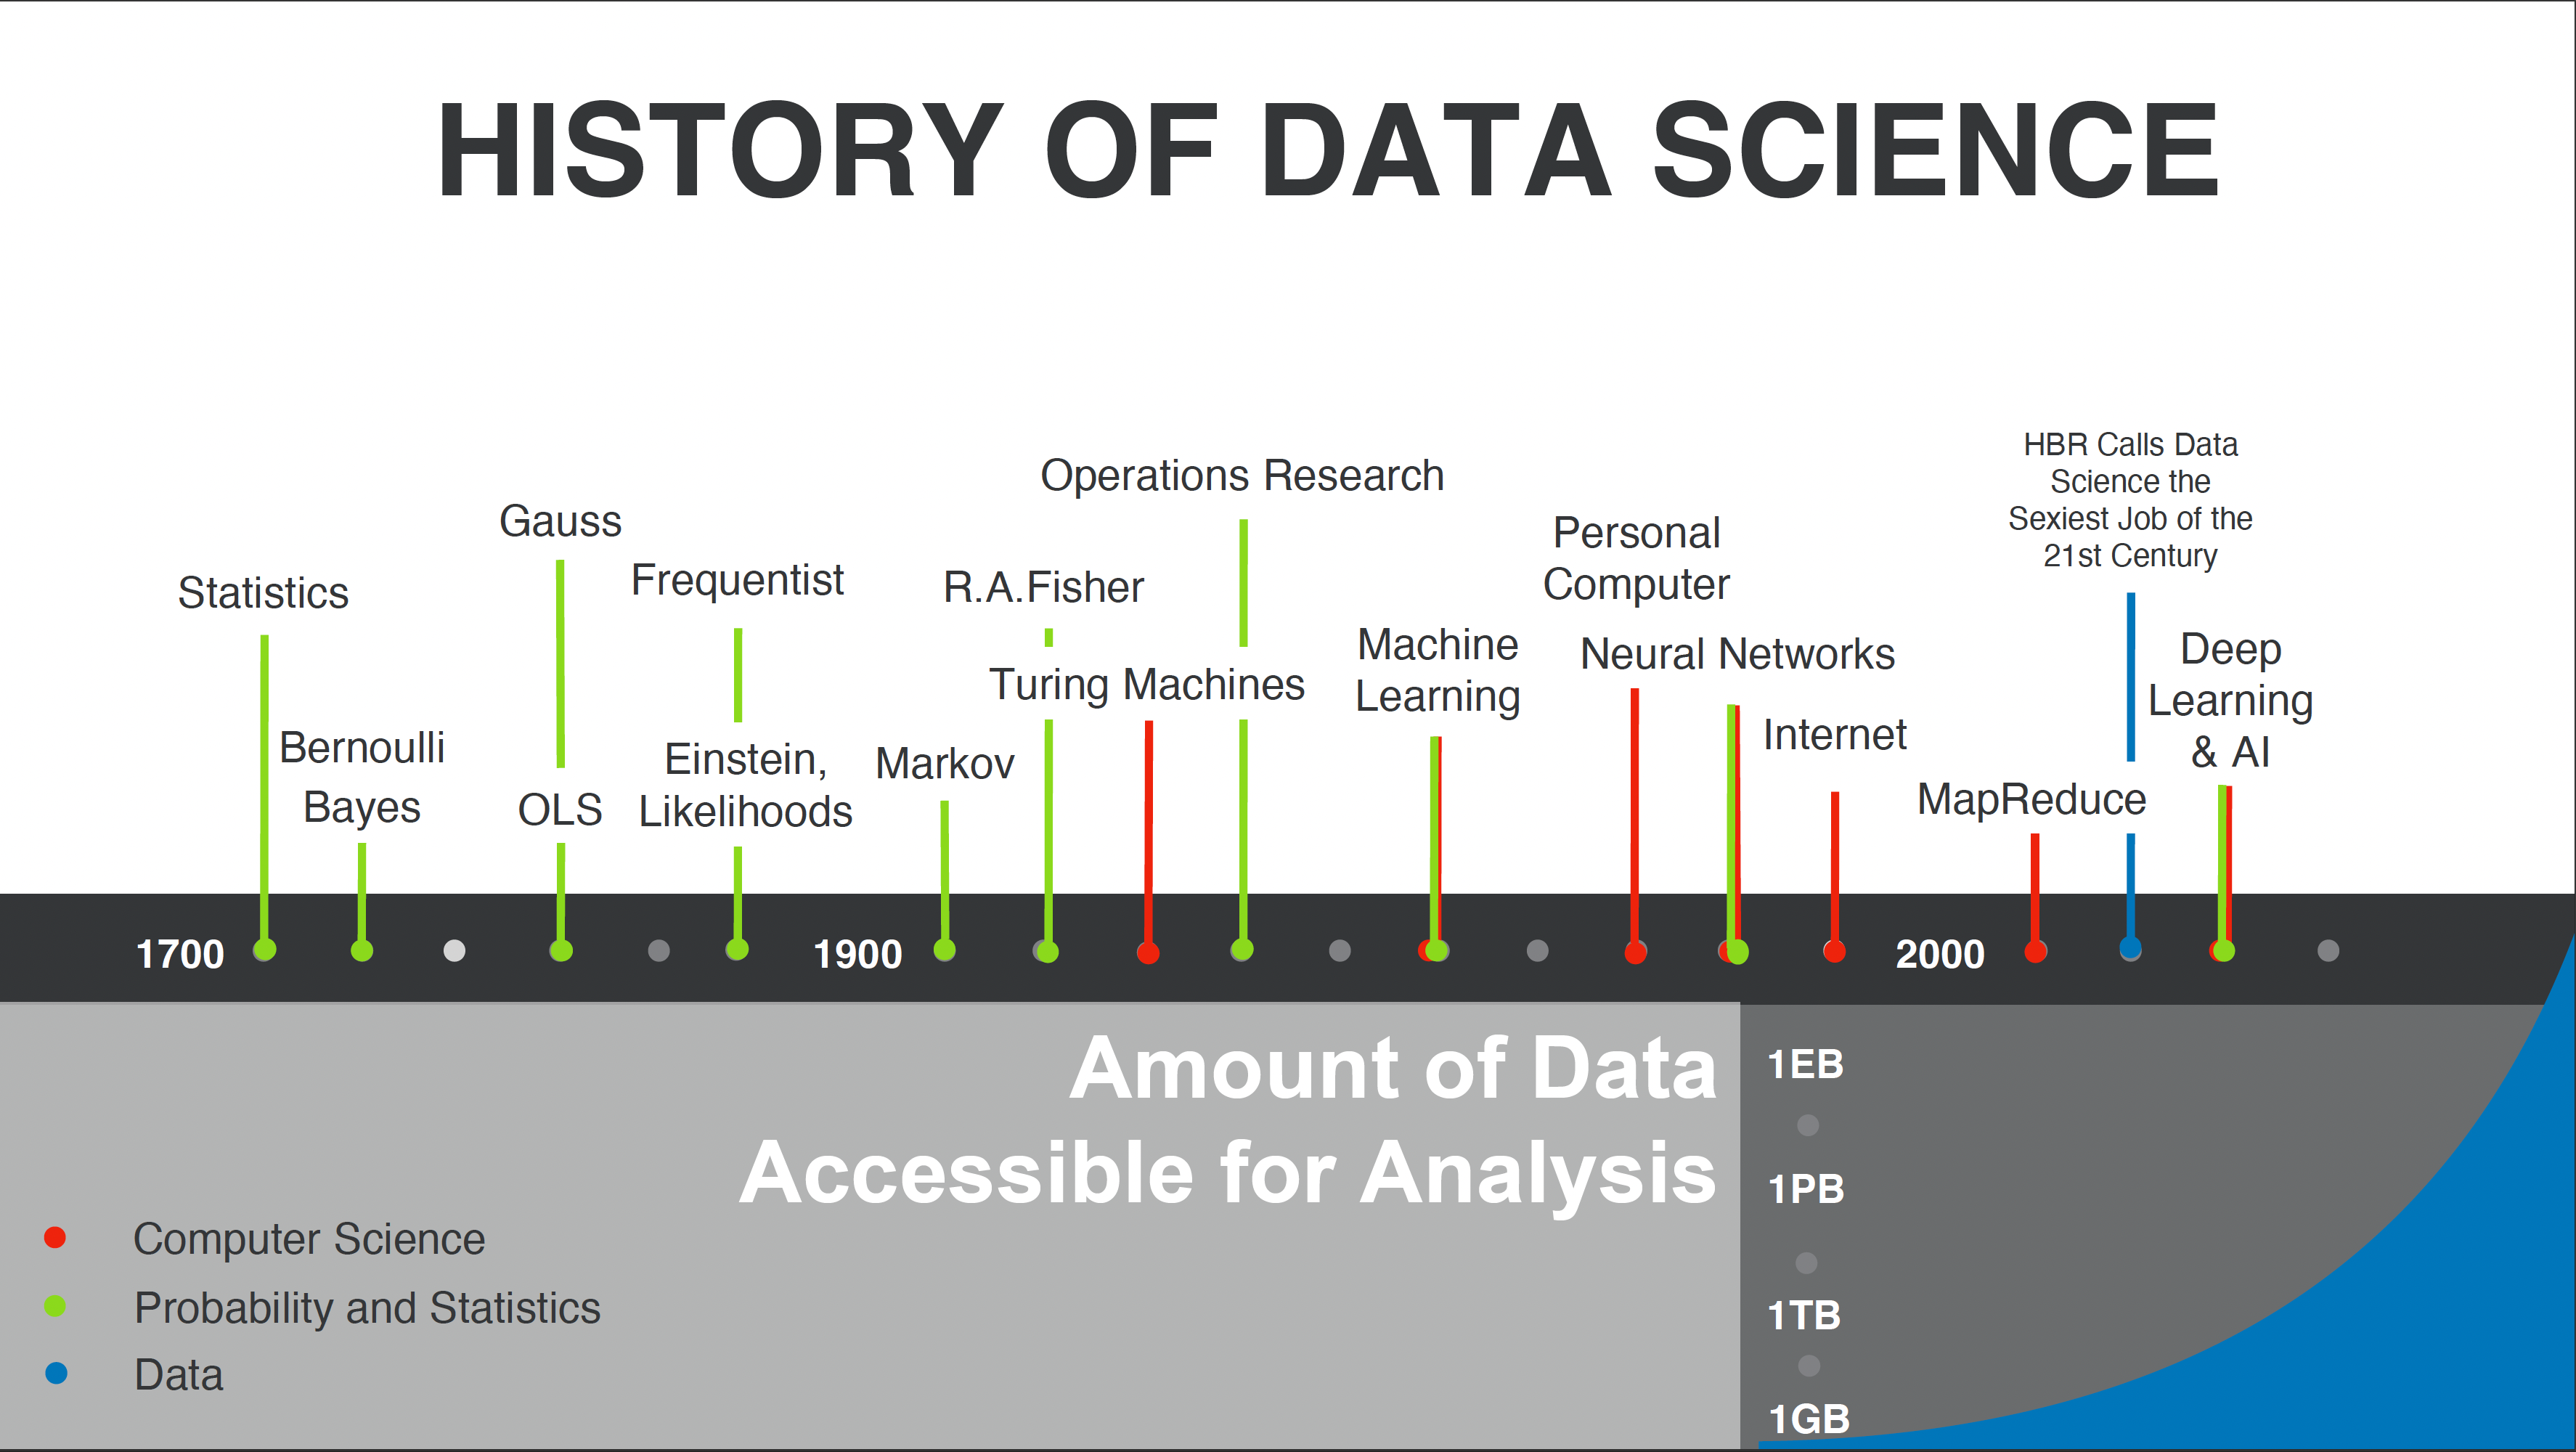 HISTORY OF DATA SCIENCE
Statistics
Bernoulli
Bayes
Gauss
OLS
Frequentist
Einstein,
Likelihoods
Markov
R.A.Fisher
Turing Machines
Operations Research
Machine
Learning
Personal
Computer
Neural Networks
Internet
MapReduce
HBR Calls Data
Science the
Sexiest Job of the
21st Century
Deep
Learning
& AI
1700
1900
2000
Amount of Data
Accessible for Analysis
1EB
1PB
1TB
1GB
Computer Science
Probability and Statistics
Data